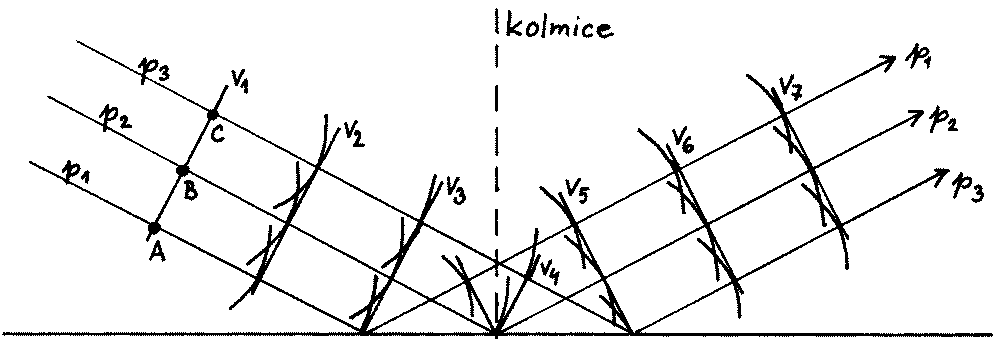 kolmice
p₃
V₁
p₂
C
V₂
p₁
B
A
V₃
V₄
V₅
V₆
V₇
p₁
p₂
p₃